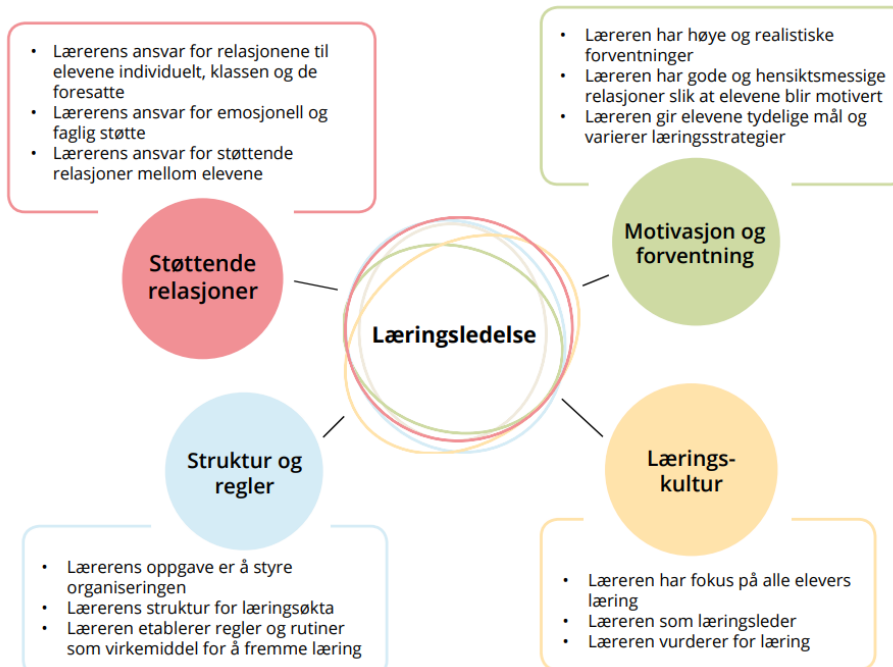 • Lærerens ansvar for relasjonene til
elevene individuelt, klassen og de
foresatte
• Lærerens ansvar for emosjonell og
faglig støtte
• Lærerens ansvar for støttende
relasjoner mellom elevene
Støttende
relasjoner
• Læreren har høye og realistiske
forventninger
• Læreren har gode og hensiktsmessige
relasjoner slik at elevene blir motivert
• Læreren gir elevene tydelige mål og
varierer læringsstrategier
Motivasjon og
forventning
Læringsledelse
Struktur og
regler
• Lærerens oppgave er å styre
organiseringen
• Lærerens struktur for læringsøkta
• Læreren etablerer regler og rutiner
som virkemiddel for å fremme læring
Lærings-
kultur
• Læreren har fokus på alle elevers
læring
• Læreren som læringsleder
• Læreren vurderer for læring